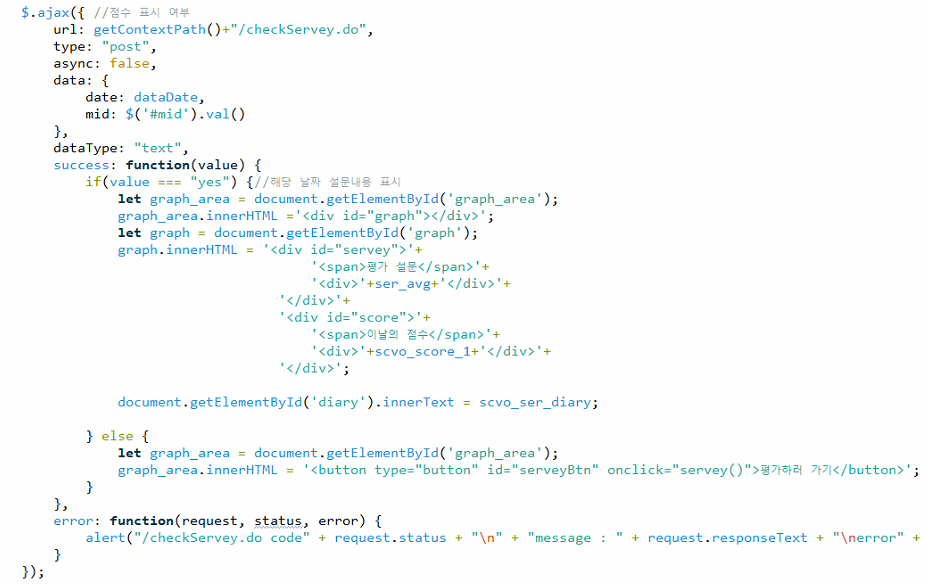 $.ajax({ //점수 표시 여부
    url: getContextPath()+"/checkServey.do",
    type: "post",
    async: false,
    data: {
        date: dataDate,
        mid: $('#mid').val()
    },
    dataType: "text",
    success: function(value) {
        if(value === "yes") {//해당 날짜 설문내용 표시
            let graph_area = document.getElementById('graph_area');
            graph_area.innerHTML ='<div id="graph"></div>';
            let graph = document.getElementById('graph');
            graph.innerHTML = '<div id="servey">'+
                                    '<span>평가 설문</span>'+
                                    '<div>'+ser_avg+'</div>'+
                                '</div>'+
                                '<div id="score">'+
                                    '<span>이날의 점수</span>'+
                                    '<div>'+scvo_score_1+'</div>'+
                                '</div>';
            document.getElementById('diary').innerText = scvo_ser_diary;
        } else {
            let graph_area = document.getElementById('graph_area');
            graph_area.innerHTML = '<button type="button" id="serveyBtn" onclick="servey()">평가하러 가기</button>';
        }
    },
    error: function(request, status, error) {
        alert("/checkServey.do code" + request.status + "\n" + "message : " + request.responseText + "\nerror" +
    }
});